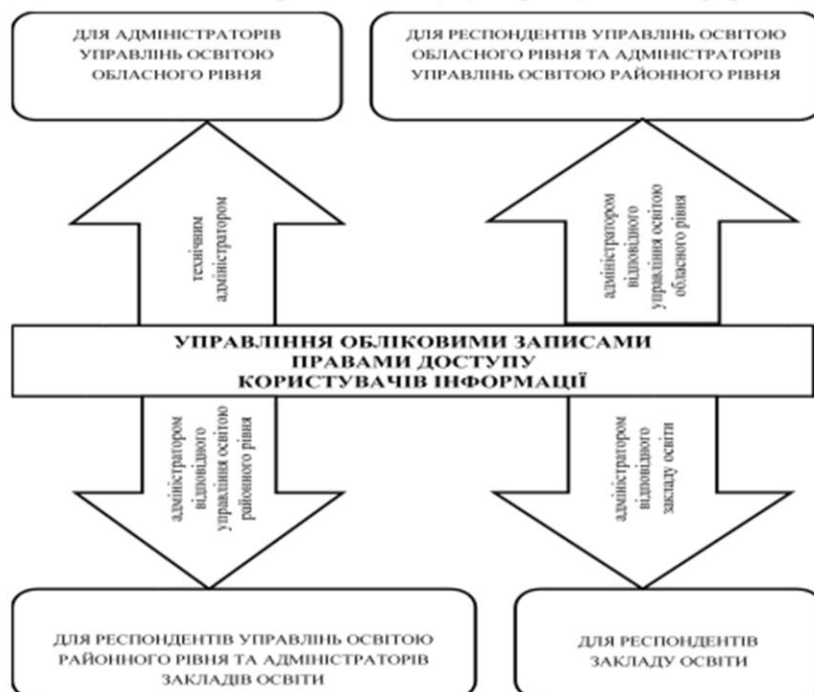 ДЛЯ АДМІНІСТРАТОРІВ
УПРАВЛІНЬ ОСВІТОЮ
ОБЛАСНОГО РІВНЯ
ДЛЯ РЕСПОНДЕНТІВ УПРАВЛІНЬ ОСВІТОЮ
ОБЛАСНОГО РІВНЯ ТА АДМІНІСТРАТОРІВ
УПРАВЛІНЬ ОСВІТОЮ РАЙОННОГО РІВНЯ
технічним
адміністратором
адміністратором
відповідного
управління освітою
обласного рівня
УПРАВЛІННЯ ОБЛІКОВИМИ ЗАПИСАМИ
ПРАВАМИ ДОСТУПУ
КОРИСТУВАЧІВ ІНФОРМАЦІЇ
адміністратором
відповідного
управління освітою
районного рівня
адміністратором
відповідного
закладу освіти
ДЛЯ РЕСПОНДЕНТІВ УПРАВЛІНЬ ОСВІТОЮ
РАЙОННОГО РІВНЯ ТА АДМІНІСТРАТОРІВ
ЗАКЛАДІВ ОСВІТИ
ДЛЯ РЕСПОНДЕНТІВ
ЗАКЛАДУ ОСВІТИ